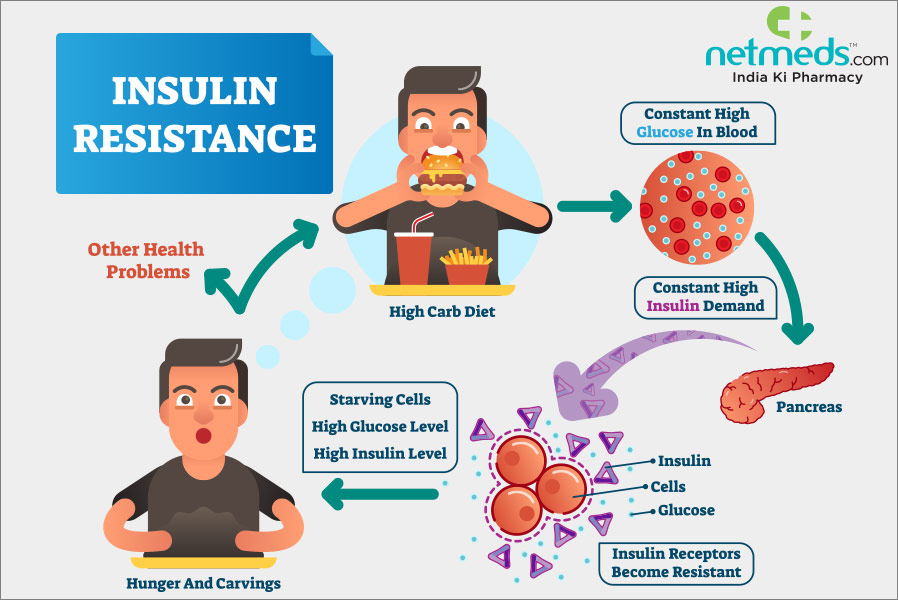 INSULIN
RESISTANCE
netmeds.com™
India Ki Pharmacy
Constant High
Glucose In Blood
Other Health
Problems
High Carb Diet
Constant High
Insulin Demand
Pancreas
Starving Cells
High Glucose Level
High Insulin Level
Insulin
Cells
Glucose
Insulin Receptors
Become Resistant
Hunger And Carvings